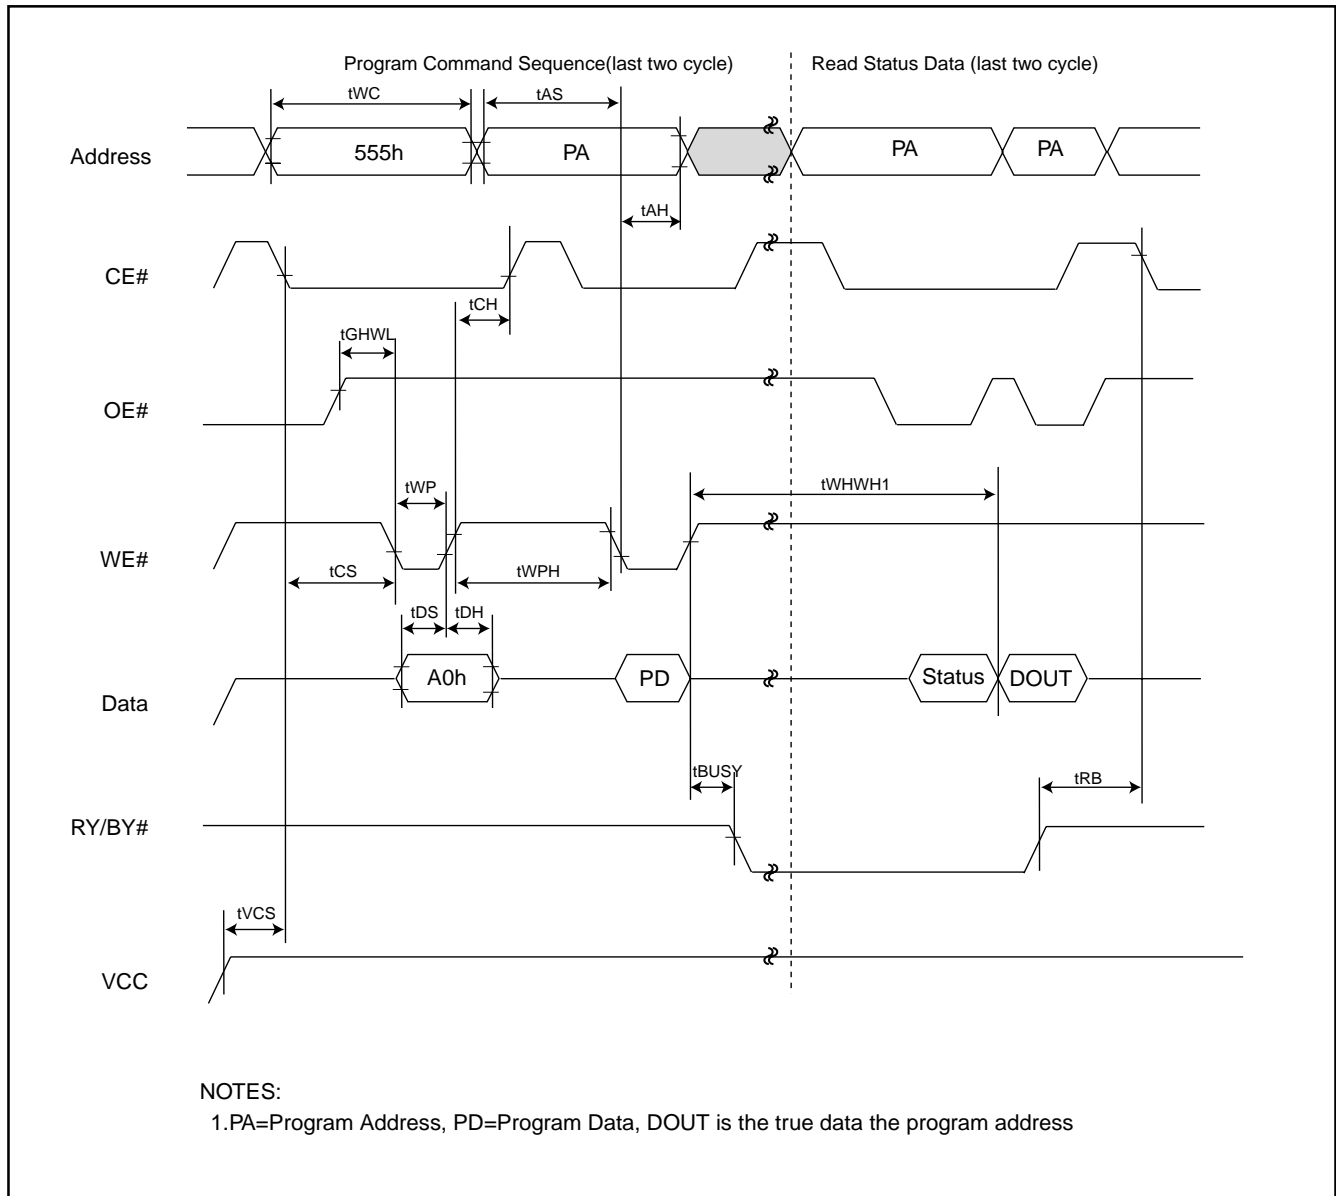 Program Command Sequence(last two cycle)
Read Status Data (last two cycle)
tWC
tAS
Address
555h
PA
PA
PA
tAH
CE#
tCH
tGHWL
OE#
tWP
tWHWH1
WE#
tCS
tWPH
tDS
tDH
A0h
PD
Status
DOUT
Data
tBUSY
tRB
RY/BY#
tVCS
VCC
NOTES:
1.PA=Program Address, PD=Program Data, DOUT is the true data the program address